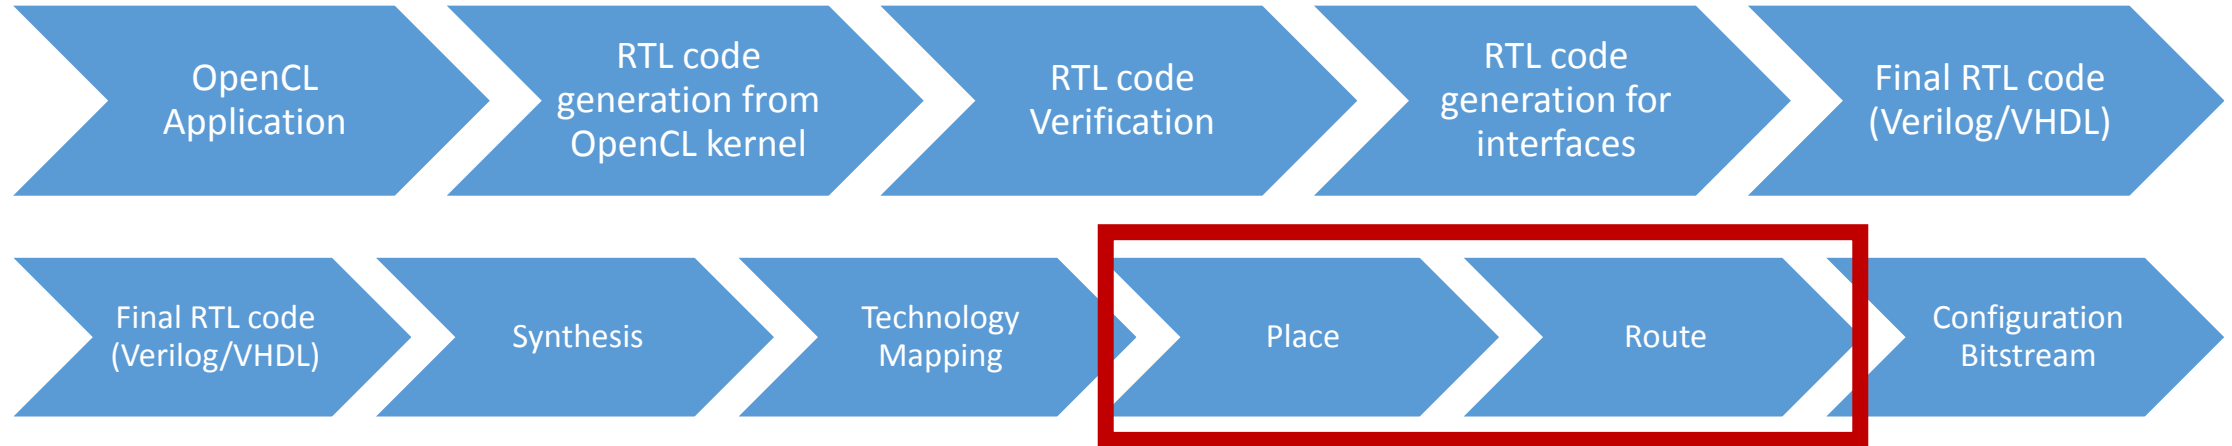 OpenCL
Application
RTL code
generation from
OpenCL kernel
RTL code
Verification
RTL code
generation for
interfaces
Final RTL code
(Verilog/VHDL)
Final RTL code
(Verilog/VHDL)
Synthesis
Technology
Mapping
Place
Route
Configuration
Bitstream